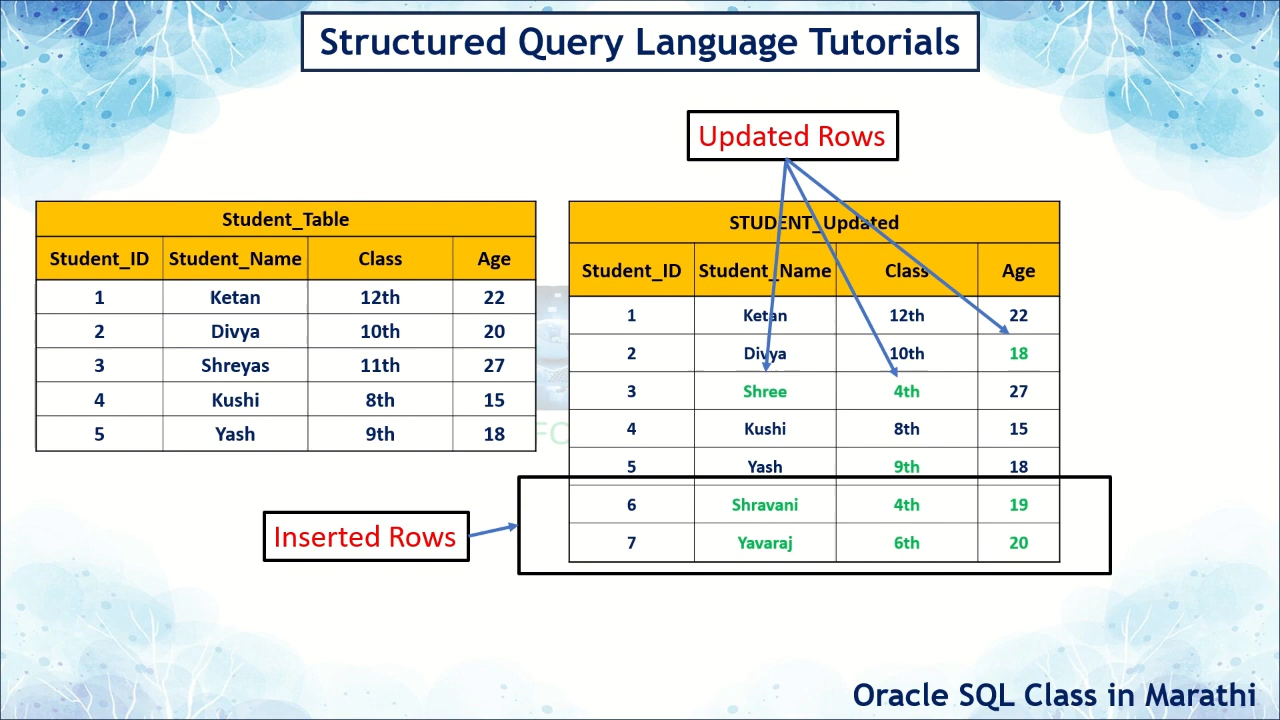 Structured Query Language Tutorials
Updated Rows
Student_Table
Student_ID Student_Name Class Age
1 Ketan 12th 22
2 Divya 10th 20
3 Shreyas 11th 27
4 Kushi 8th 15
5 Yash 9th 18
STUDENT_Updated
Student_ID Student_Name Class Age
1 Ketan 12th 22
2 Divya 10th 18
3 Shree 4th 27
4 Kushi 8th 15
5 Yash 9th 18
6 Shravani 4th 19
7 Yavaraj 6th 20
Inserted Rows
Oracle SQL Class in Marathi